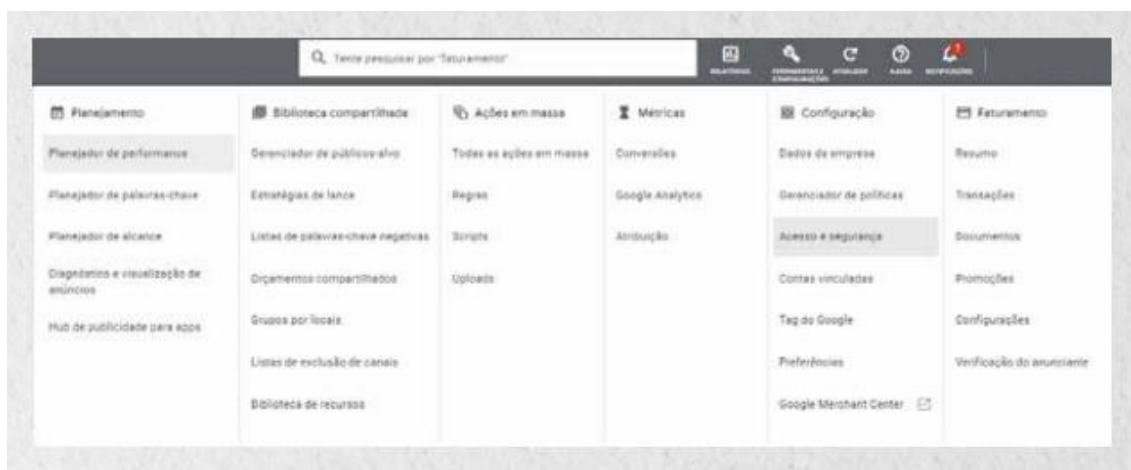 Tente pesquisar por "faturamento"
RELATÓRIOS
FERRAMENTAS E
CONFIGURAÇÕES
ATUALIZAR
AJUDA
1
NOTIFICAÇÕES
Planejamento
Planejador de performance
Planejador de palavras-chave
Planejador de alcance
Diagnóstico e visualização de
anúncios
Hub de publicidade para apps
Biblioteca compartilhada
Gerenciador de públicos-alvo
Estratégias de lance
Listas de palavras-chave negativas
Orçamentos compartilhados
Grupos por locais
Listas de exclusão de canais
Biblioteca de recursos
Ações em massa
Todas as ações em massa
Regras
Scripts
Uploads
Métricas
Conversões
Google Analytics
Atribuição
Configuração
Dados da empresa
Gerenciador de políticas
Acesso e segurança
Contas vinculadas
Tag do Google
Preferências
Google Merchant Center
Faturamento
Resumo
Transações
Documentos
Promoções
Configurações
Verificação do anunciante